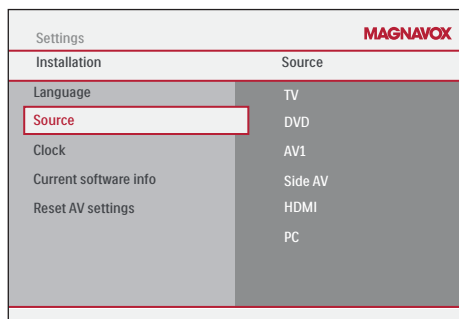 Settings
MAGNAVOX
Installation
Source
Language
TV
Source
DVD
Clock
AV1
Current software info
Side AV
Reset AV settings
HDMI
PC